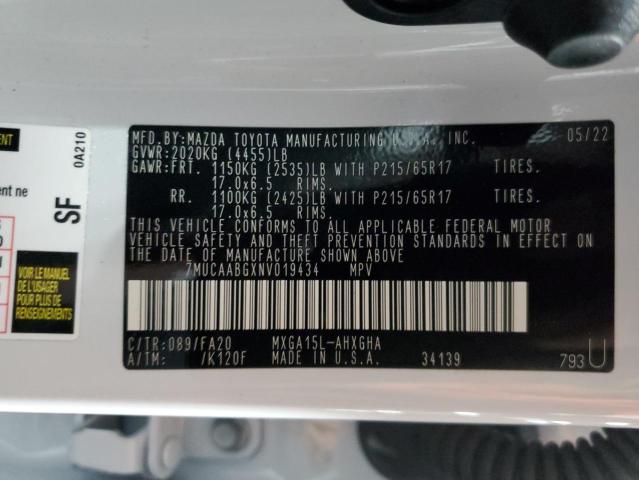 MFD.BY:MAZDA TOYOTA MANUFACTURING U.S.A., INC. 05/22
GVWR:2020KG (4455)LB
GAWR:FRT. 1150KG (2535)LB WITH P215/65R17 TIRES.
17.0x6.5 RIMS.
RR. 1100KG (2425)LB WITH P215/65R17 TIRES.
17.0x6.5 RIMS.
THIS VEHICLE CONFORMS TO ALL APPLICABLE FEDERAL MOTOR
VEHICLE SAFETY AND THEFT PREVENTION STANDARDS IN EFFECT ON
THE DATE OF MANUFACTURE SHOWN ABOVE
7MUCAABGXNV019434 MPV
C/TR:089/FA20 MXGA15L-AHXGHA
A/TM: /K120F MADE IN U.S.A. 34139 793U
0A210
SF
ent ne
VOIR LE MANUEL
DE L'USAGER
POUR PLUS DE
RENSEIGNEMENTS